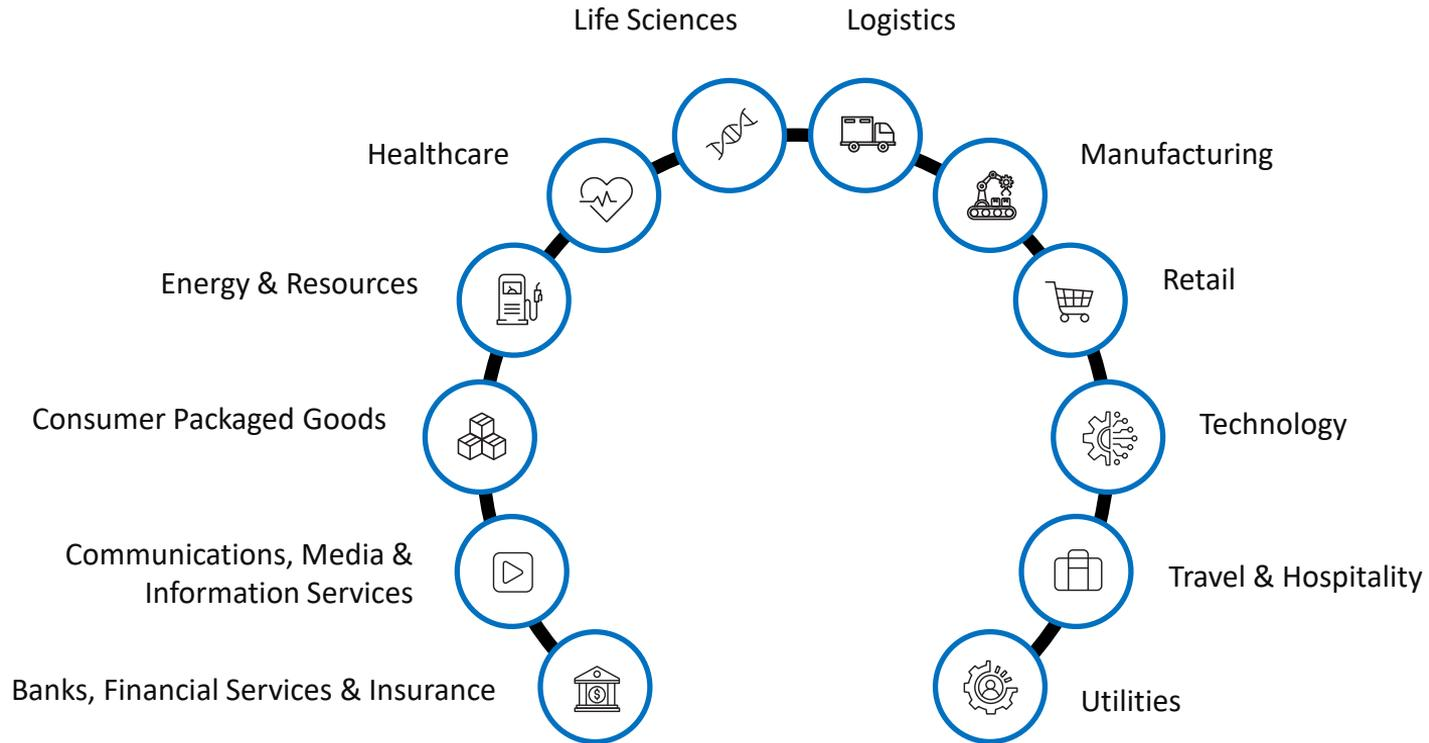 Life Sciences
Logistics
Healthcare
Manufacturing
Energy & Resources
Retail
Consumer Packaged Goods
Technology
Communications, Media &
Information Services
Travel & Hospitality
Banks, Financial Services & Insurance
Utilities
$